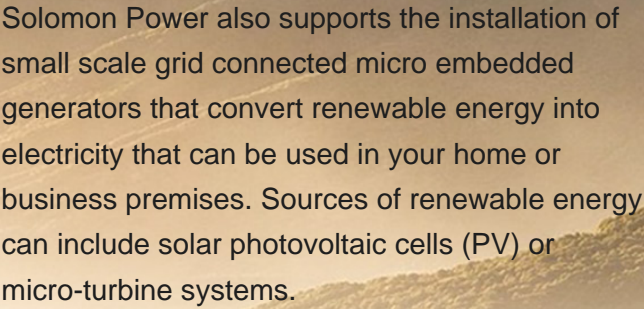 Solomon Power also supports the installation of
small scale grid connected micro embedded
generators that convert renewable energy into
electricity that can be used in your home or
business premises. Sources of renewable energy
can include solar photovoltaic cells (PV) or
micro-turbine systems.